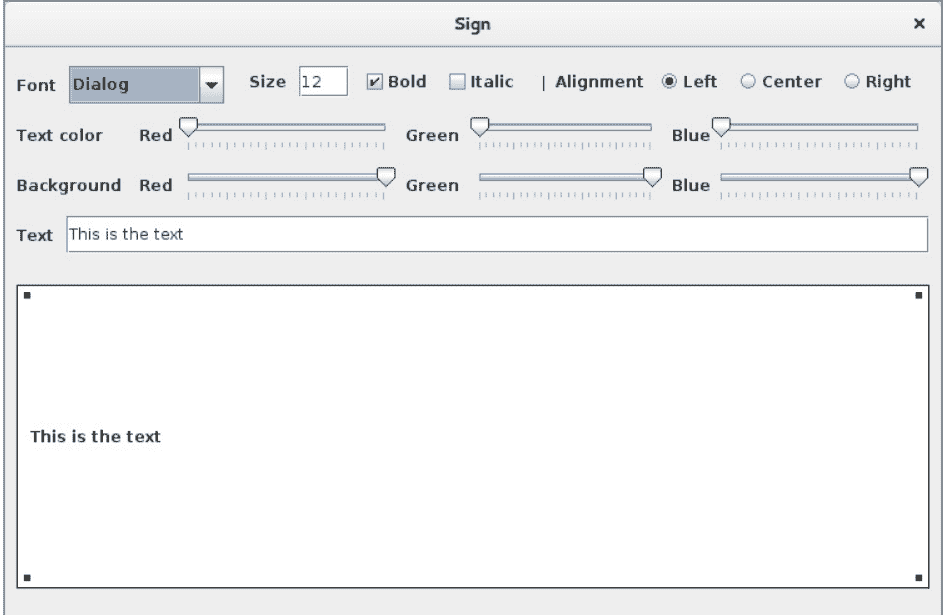 Sign
Font Dialog Size 12 Bold Italic | Alignment Left Center Right
Text color Red Green Blue
Background Red Green Blue
Text This is the text
This is the text